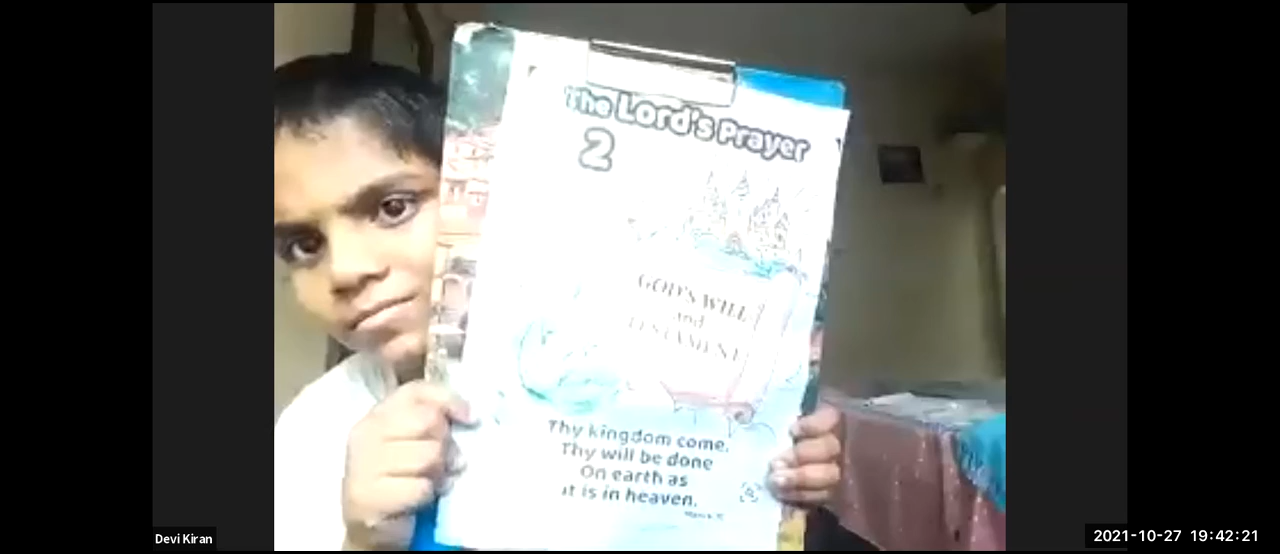 The Lord's Prayer
2
GOD'S WILL
and
TESTAMENT
Thy kingdom come.
Thy will be done
On earth as
it is in heaven.
Devi Kiran
2021-10-27 19:42:21